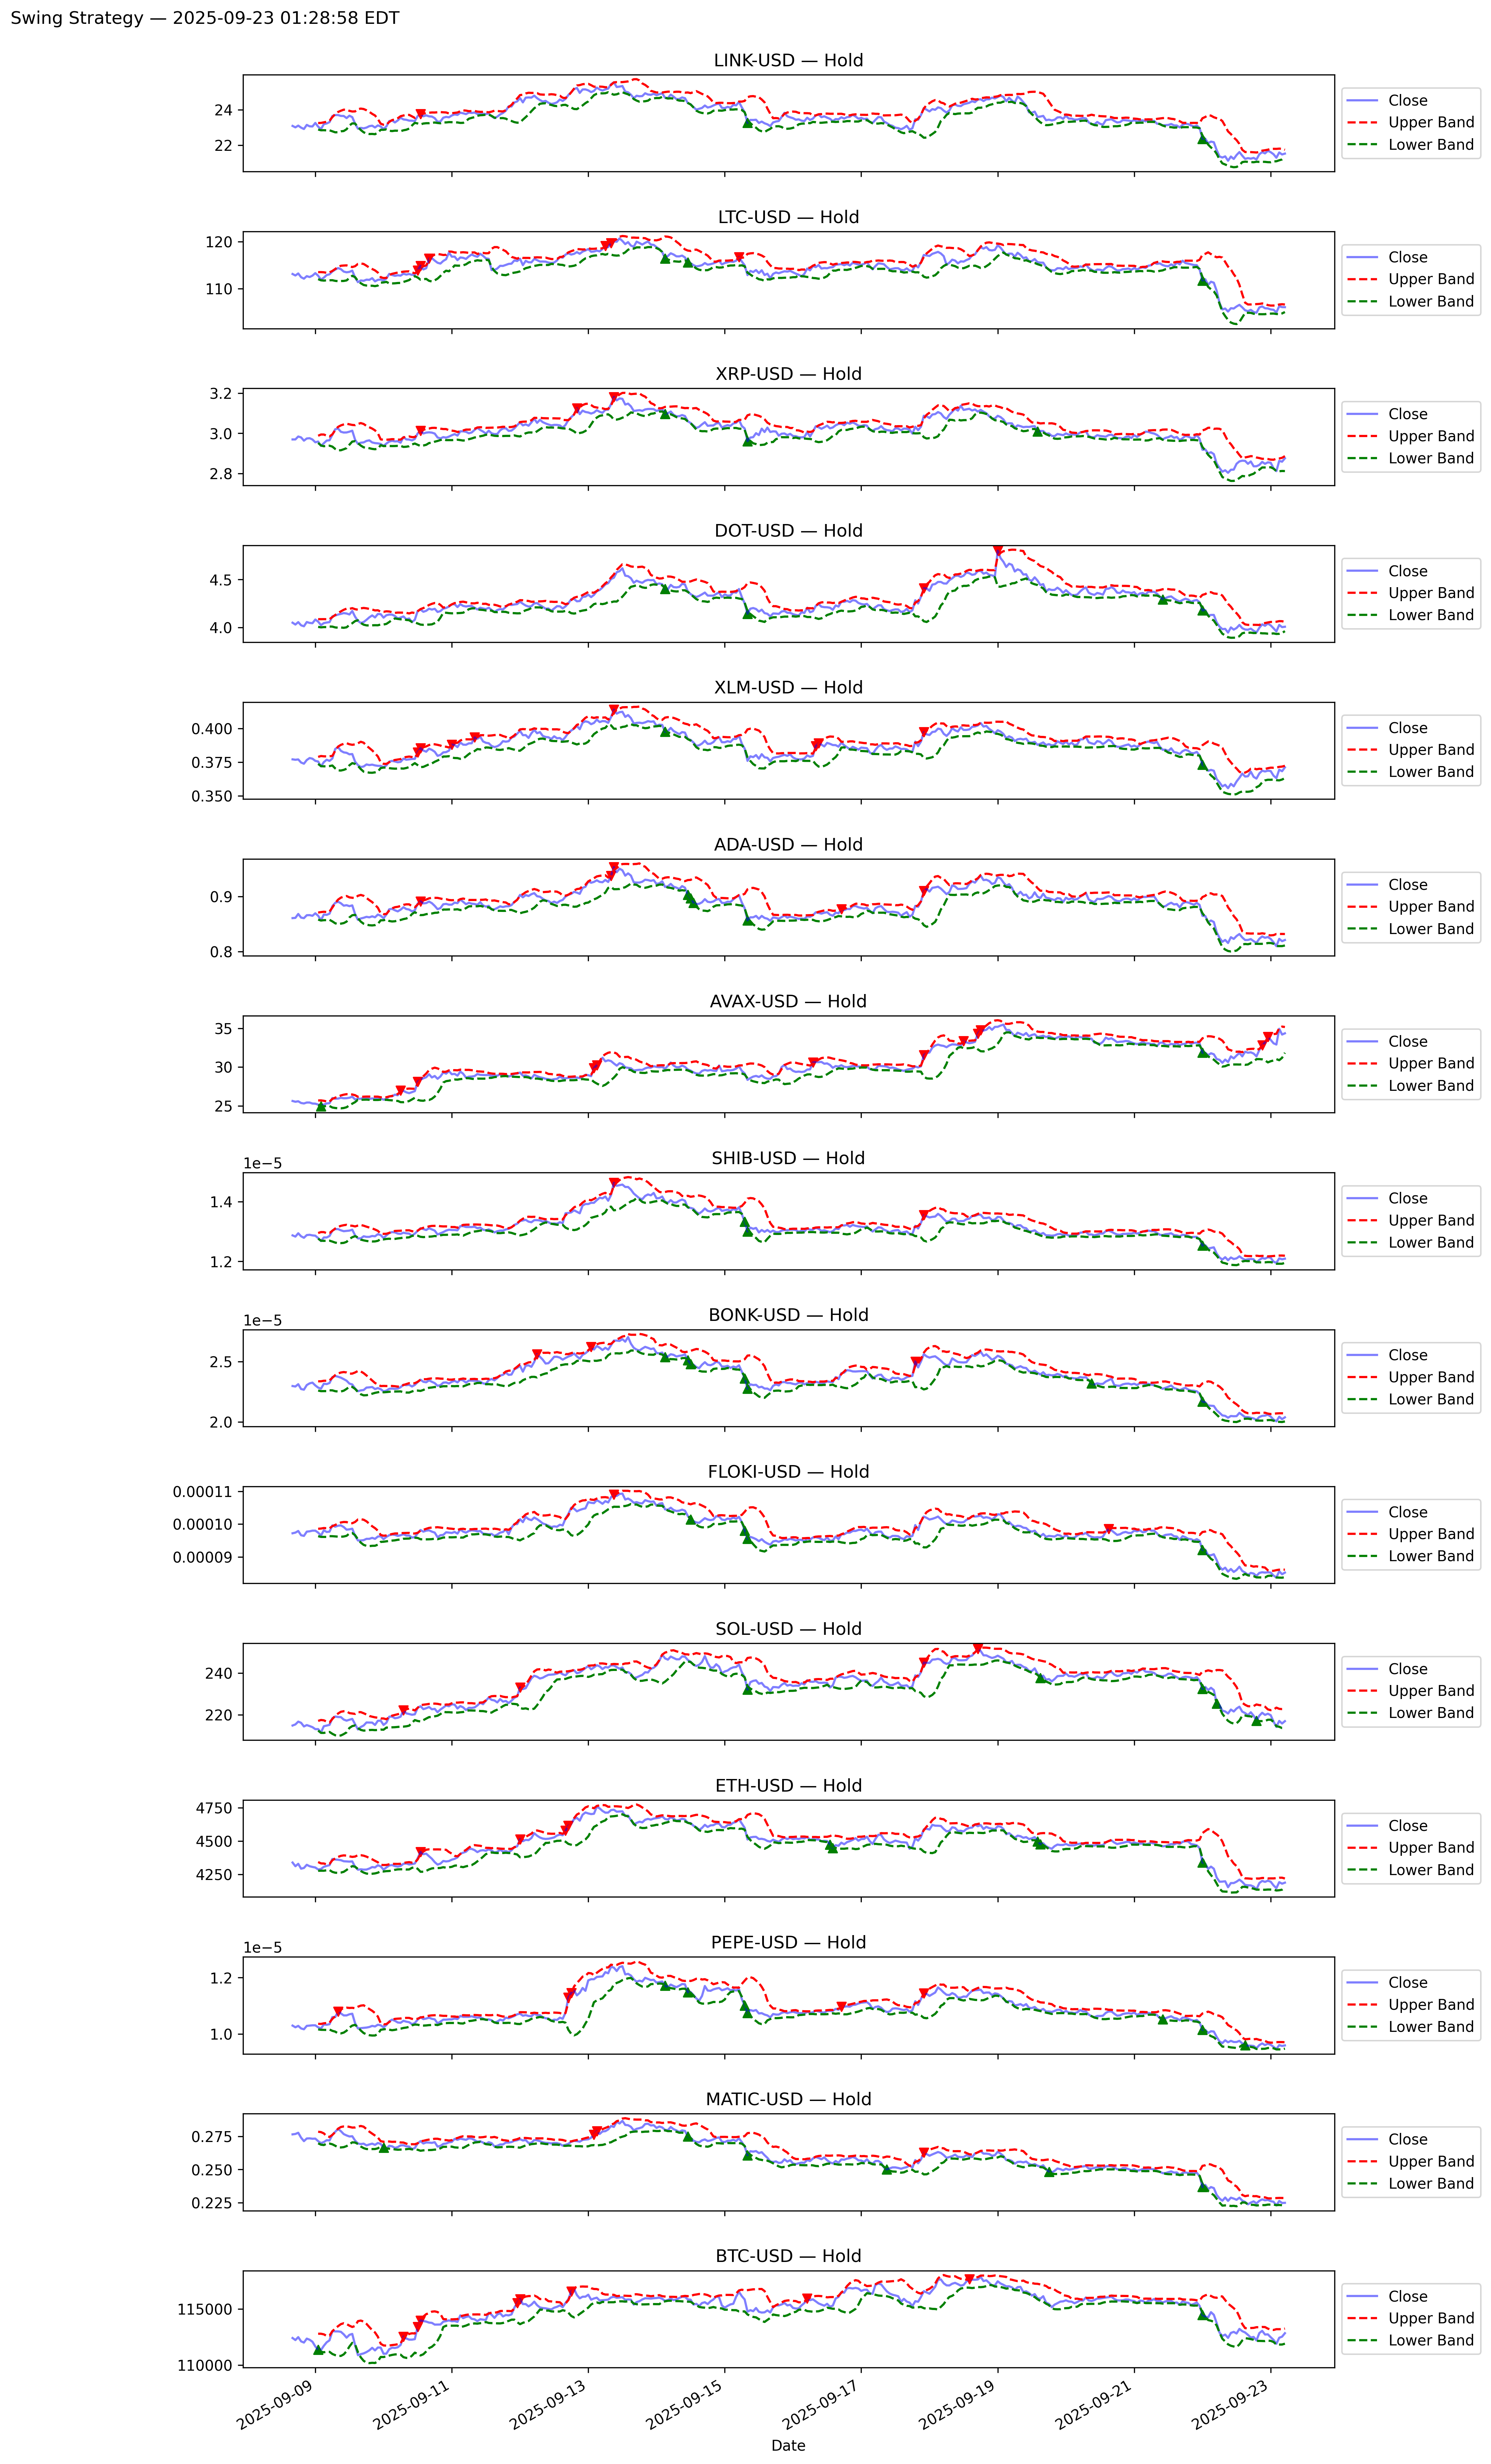 Swing Strategy — 2025-09-23 01:28:58 EDT
LINK-USD — Hold
24
22
Close
Upper Band
Lower Band
LTC-USD — Hold
120
110
Close
Upper Band
Lower Band
XRP-USD — Hold
3.2
3.0
2.8
Close
Upper Band
Lower Band
DOT-USD — Hold
4.5
4.0
Close
Upper Band
Lower Band
XLM-USD — Hold
0.400
0.375
0.350
Close
Upper Band
Lower Band
ADA-USD — Hold
0.9
0.8
Close
Upper Band
Lower Band
AVAX-USD — Hold
35
30
25
Close
Upper Band
Lower Band
SHIB-USD — Hold
1e−5
1.4
1.2
Close
Upper Band
Lower Band
BONK-USD — Hold
1e−5
2.5
2.0
Close
Upper Band
Lower Band
FLOKI-USD — Hold
0.00011
0.00010
0.00009
Close
Upper Band
Lower Band
SOL-USD — Hold
240
220
Close
Upper Band
Lower Band
ETH-USD — Hold
4750
4500
4250
Close
Upper Band
Lower Band
PEPE-USD — Hold
1e−5
1.2
1.0
Close
Upper Band
Lower Band
MATIC-USD — Hold
0.275
0.250
0.225
Close
Upper Band
Lower Band
BTC-USD — Hold
115000
110000
Close
Upper Band
Lower Band
2025-09-09
2025-09-11
2025-09-13
2025-09-15
2025-09-17
2025-09-19
2025-09-21
2025-09-23
Date